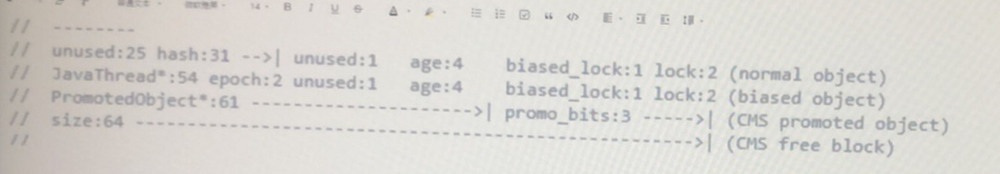 14 B I U S A
//  --------
//  unused:25 hash:31 -->| unused:1   age:4    biased_lock:1 lock:2 (normal object)
//  JavaThread*:54 epoch:2 unused:1   age:4    biased_lock:1 lock:2 (biased object)
//  PromotedObject*:61 --------------------->| promo_bits:3 ----->| (CMS promoted object)
//  size:64 ----------------------------------------------------->| (CMS free block)
//